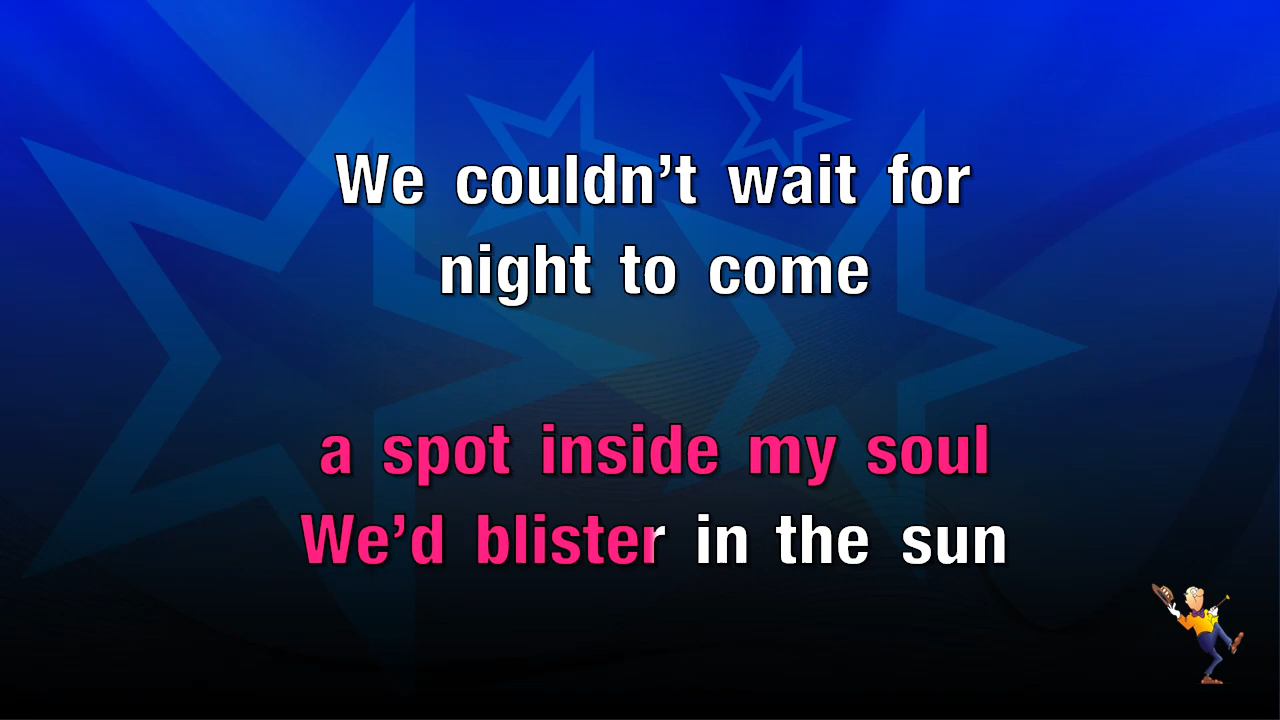 We couldn’t wait for
night to come
a spot inside my soul
We’d blister in the sun